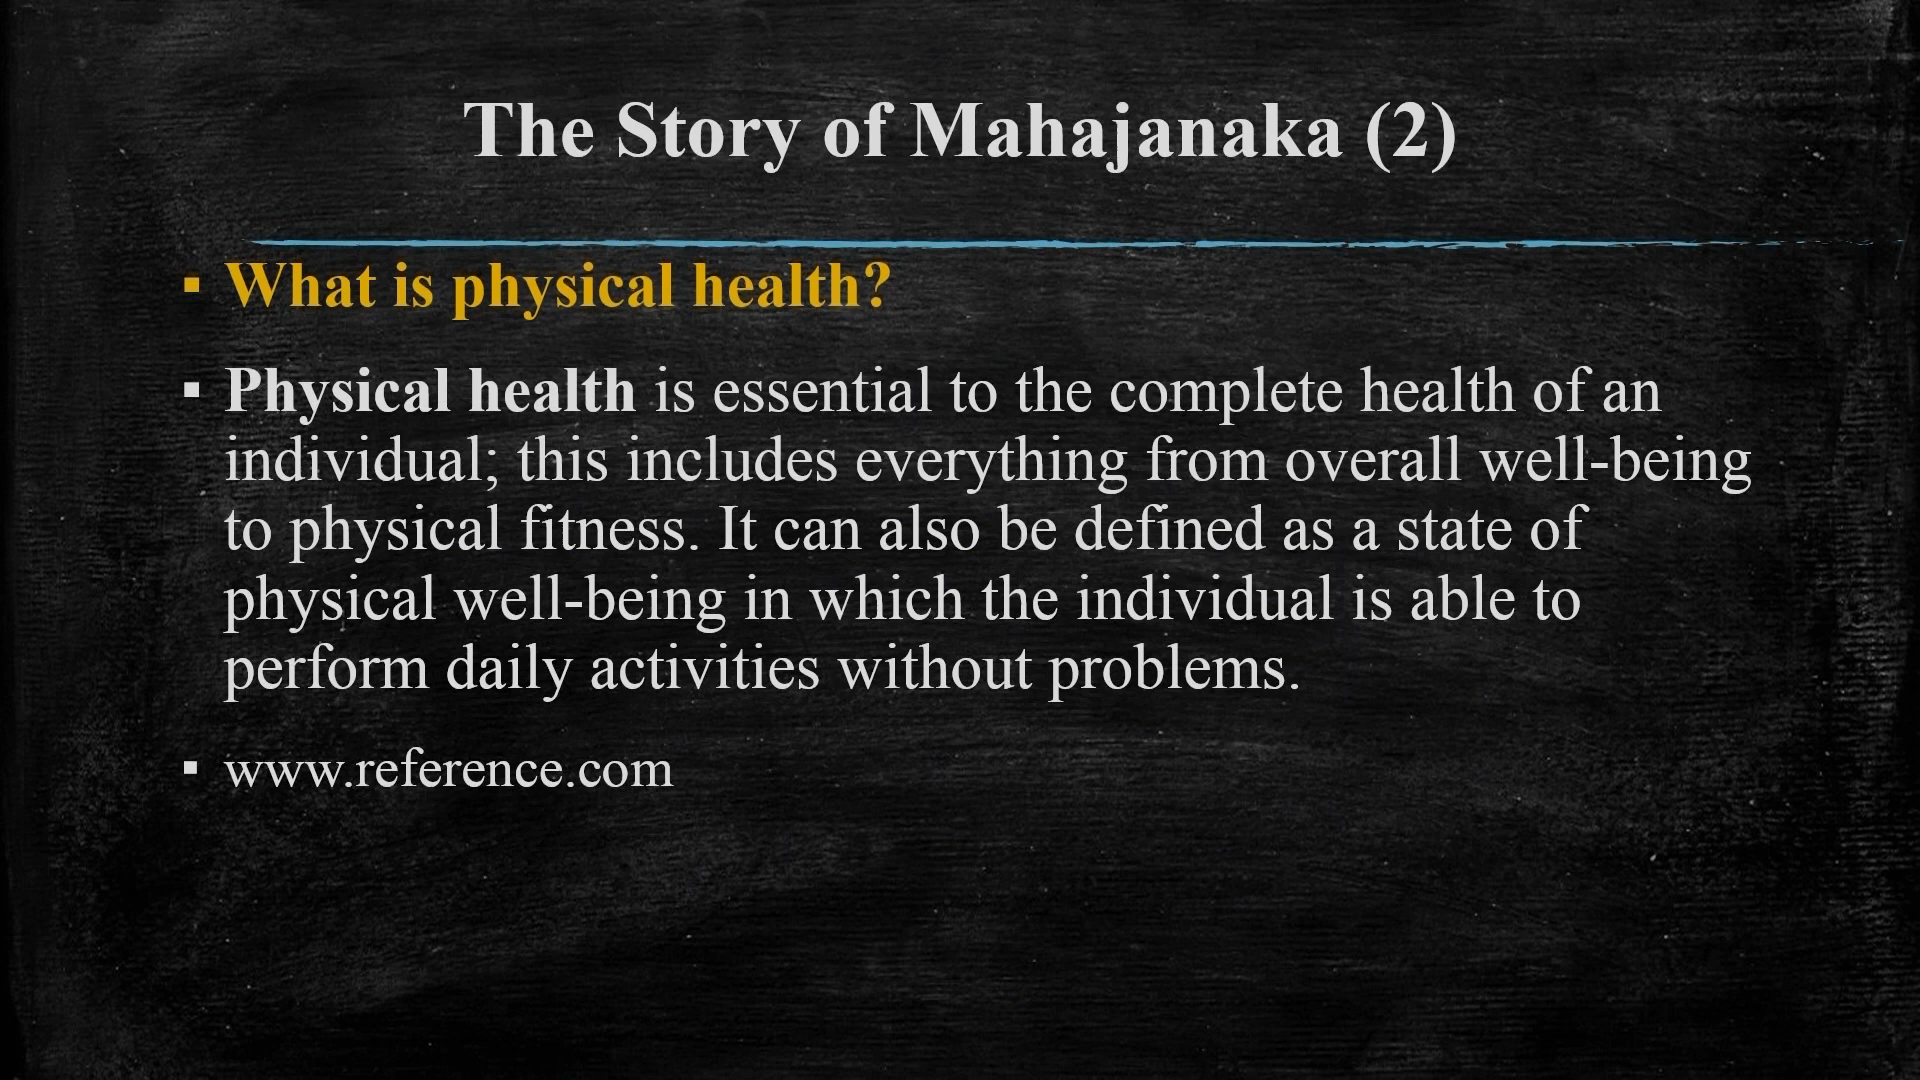 The Story of Mahajanaka (2)
▪ What is physical health?
▪ Physical health is essential to the complete health of an
individual; this includes everything from overall well-being
to physical fitness. It can also be defined as a state of
physical well-being in which the individual is able to
perform daily activities without problems.
▪ www.reference.com